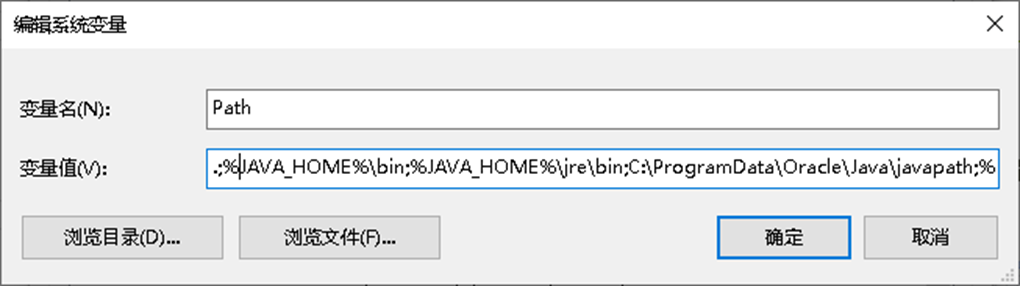 编辑系统变量
变量名(N):
Path
变量值(V):
.;%JAVA_HOME%\bin;%JAVA_HOME%\jre\bin;C:\ProgramData\Oracle\Java\javapath;%
浏览目录(D)...
浏览文件(F)...
确定
取消